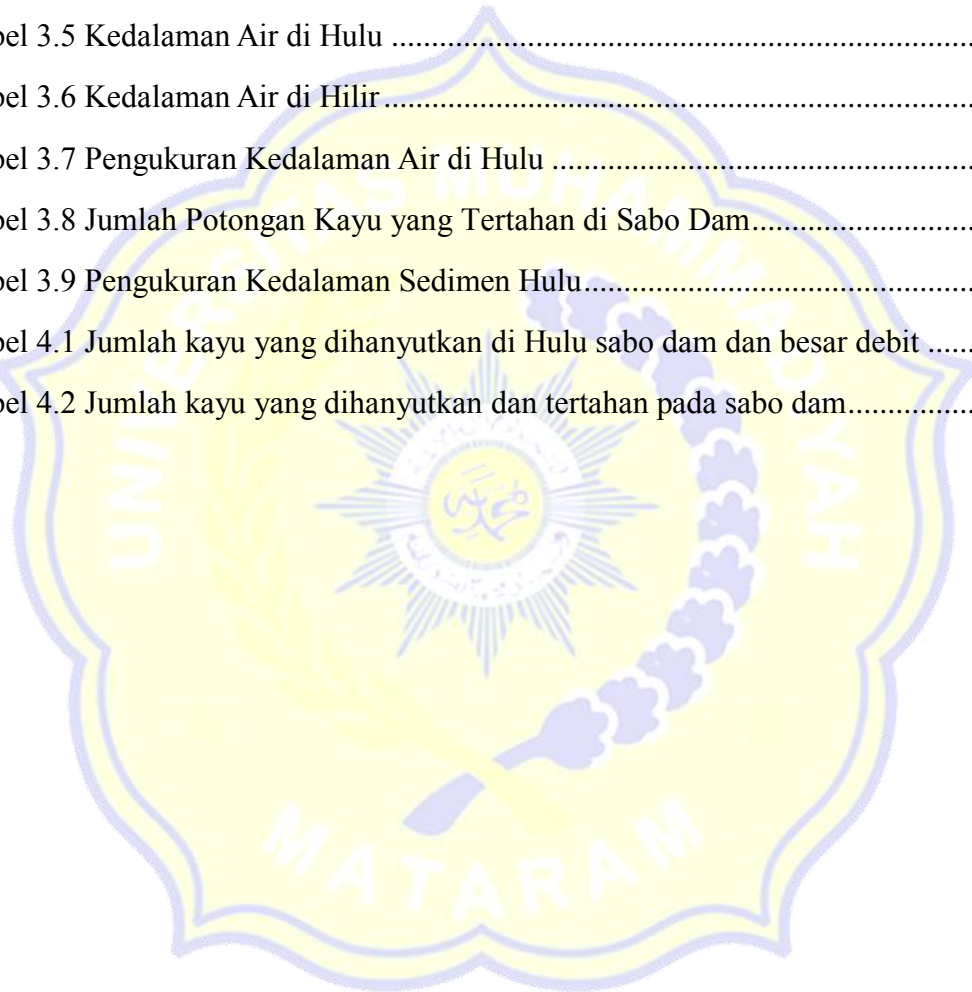 bel 3.5 Kedalaman Air di Hulu ........................................................................
bel 3.6 Kedalaman Air di Hilir ........................................................................
bel 3.7 Pengukuran Kedalaman Air di Hulu ....................................................
bel 3.8 Jumlah Potongan Kayu yang Tertahan di Sabo Dam...........................
bel 3.9 Pengukuran Kedalaman Sedimen Hulu................................................
bel 4.1 Jumlah kayu yang dihanyutkan di Hulu sabo dam dan besar debit ......
bel 4.2 Jumlah kayu yang dihanyutkan dan tertahan pada sabo dam...............
UNIVERSITAS MUHAMMADIYAH
MATARAM